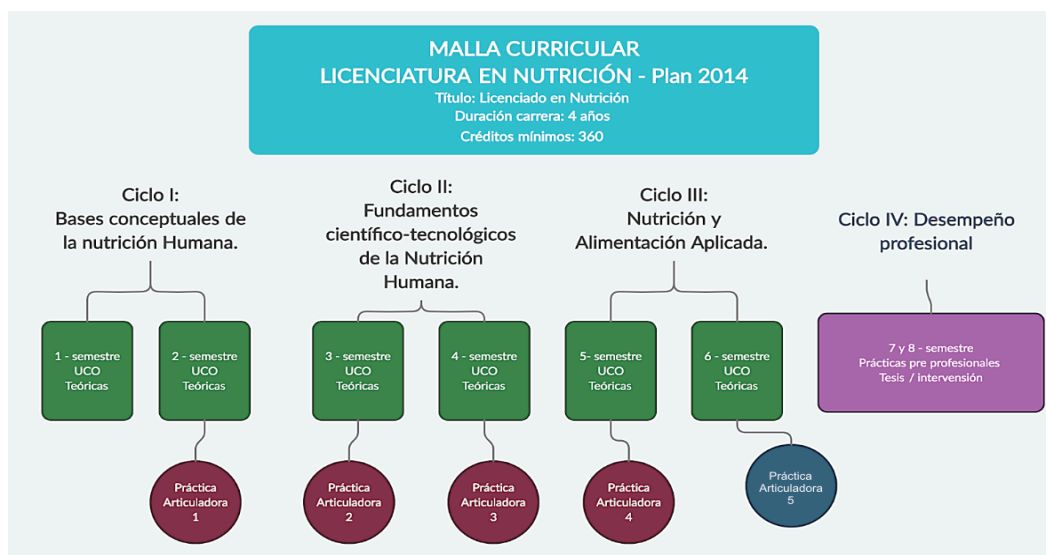 MALLA CURRICULAR
LICENCIATURA EN NUTRICIÓN - Plan 2014
Título: Licenciado en Nutrición
Duración carrera: 4 años
Créditos mínimos: 360
Ciclo I:
Bases conceptuales de
la nutrición Humana.
Ciclo II:
Fundamentos
científico-tecnológicos
de la Nutrición
Humana.
Ciclo III:
Nutrición y
Alimentación Aplicada.
Ciclo IV: Desempeño
profesional
1 - semestre
UCO
Teóricas
2 - semestre
UCO
Teóricas
3 - semestre
UCO
Teóricas
4 - semestre
UCO
Teóricas
5- semestre
UCO
Teóricas
6 - semestre
UCO
Teóricas
7 y 8 - semestre
Prácticas pre profesionales
Tesis / intervención
Práctica
Articuladora
1
Práctica
Articuladora
2
Práctica
Articuladora
3
Práctica
Articuladora
4
Práctica
Articuladora
5